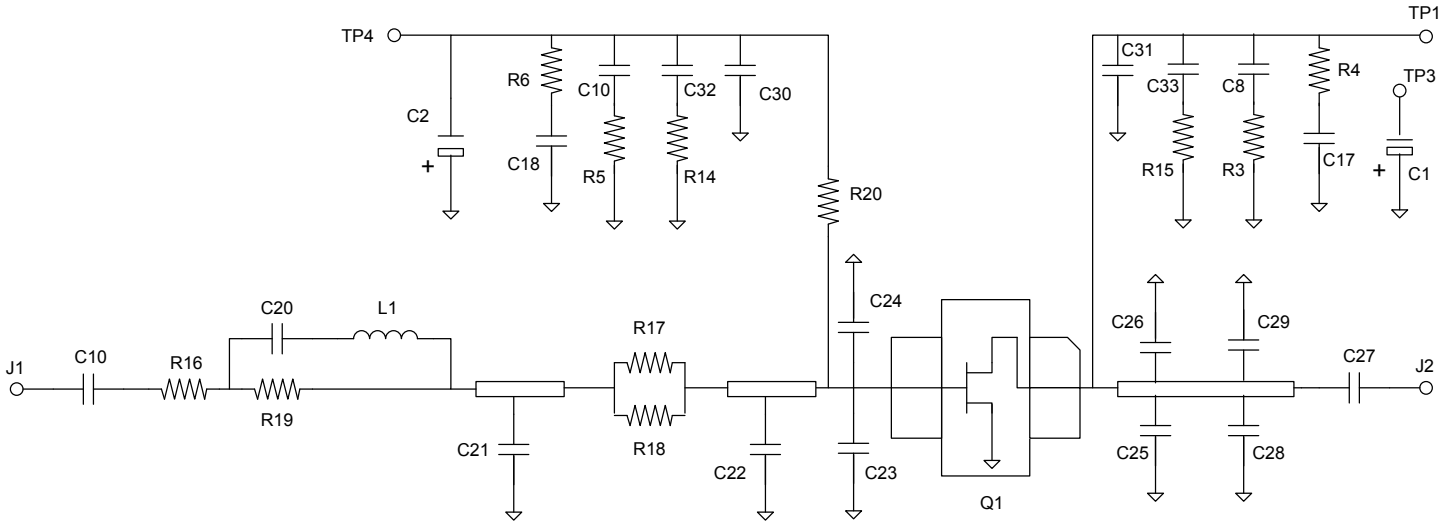 TP4
TP1
C31
R6
C10
C32
C30
C33
C8
R4
TP3
C2
+
C18
R5
R14
R15
R3
C17
C1
+
R20
C24
C26
C29
C20
L1
R17
J1
C10
R16
C27
J2
R19
R18
C21
C22
C23
C25
C28
Q1